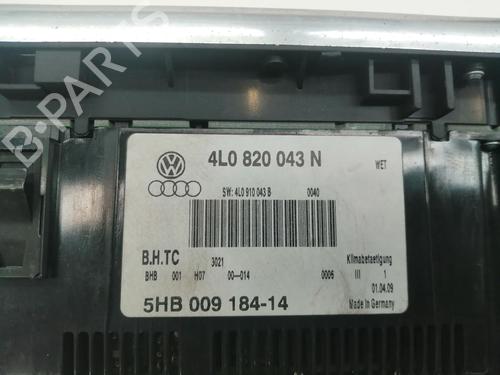 B-PARTS
4L0 820 043 N
WET
SW: 4L0 910 043 B 0040
B.H.TC 3021 Klimabetaetigung
BHB 001 H07 00-014 0006 III 1
01.04.09
5HB 009 184-14 Made in Germany